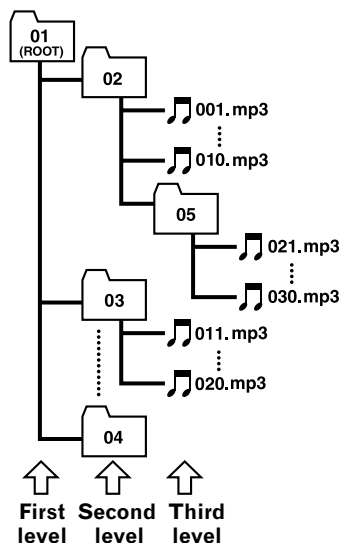 01
(ROOT)
02
001.mp3
010.mp3
05
021.mp3
030.mp3
03
011.mp3
020.mp3
04
First Second Third
level level level